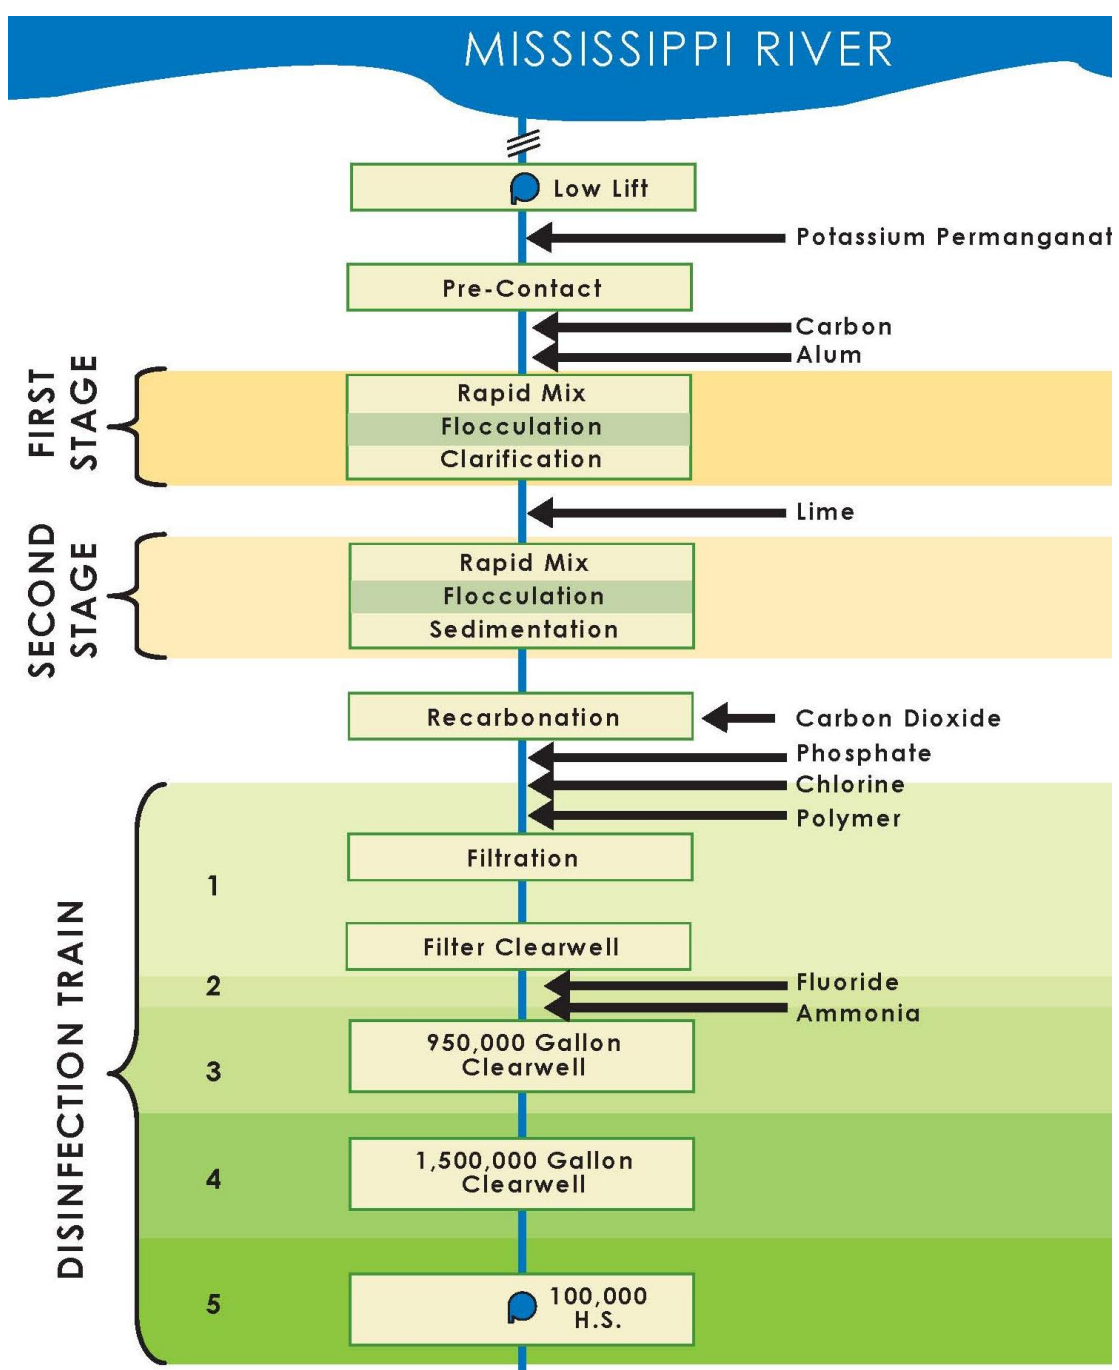 MISSISSIPPI RIVER
Low Lift
Potassium Permanganat
Pre-Contact
Carbon
Alum
FIRST
STAGE
Rapid Mix
Flocculation
Clarification
Lime
SECOND
STAGE
Rapid Mix
Flocculation
Sedimentation
Recarbonation
Carbon Dioxide
Phosphate
Chlorine
Polymer
DISINFECTION TRAIN
1
Filtration
Filter Clearwell
2
Fluoride
Ammonia
3
950,000 Gallon
Clearwell
4
1,500,000 Gallon
Clearwell
5
100,000
H.S.